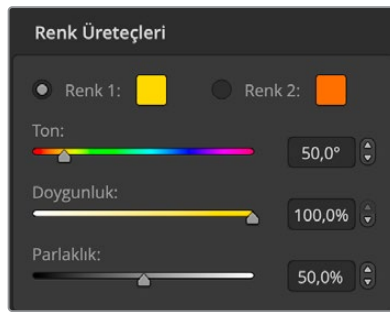 Renk Üreteçleri
Renk 1: Renk 2:
Ton:
50,0°
Doygunluk:
100,0%
Parlaklık:
50,0%